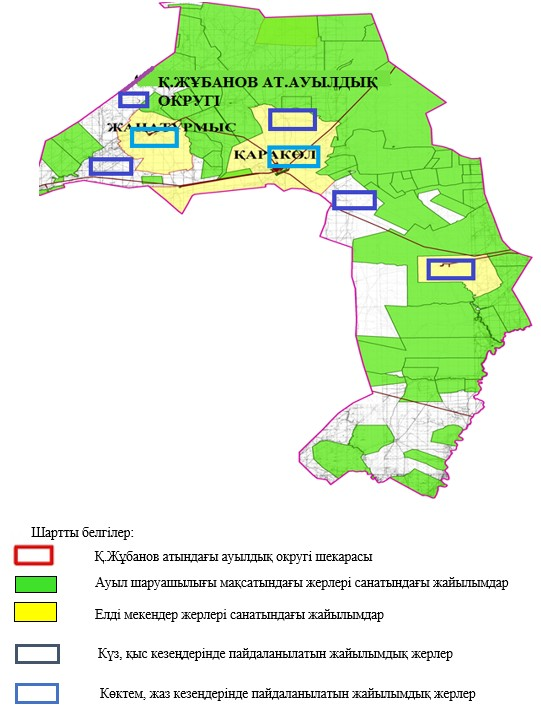 Қ.ЖҰБАНОВ АТ.АУЫЛДЫҚ
ОКРУГІ
ЖАҢАТҰРМЫС
ҚАРАКӨЛ
Шартты белгілер:
Қ.Жұбанов атындағы ауылдық округі шекарасы
Ауыл шаруашылығы мақсатындағы жерлері санатындағы жайылымдар
Елді мекендер жерлері санатындағы жайылымдар
Күз, қыс кезеңдерінде пайдаланылатын жайылымдық жерлер
Көктем, жаз кезеңдерінде пайдаланылатын жайылымдық жерлер